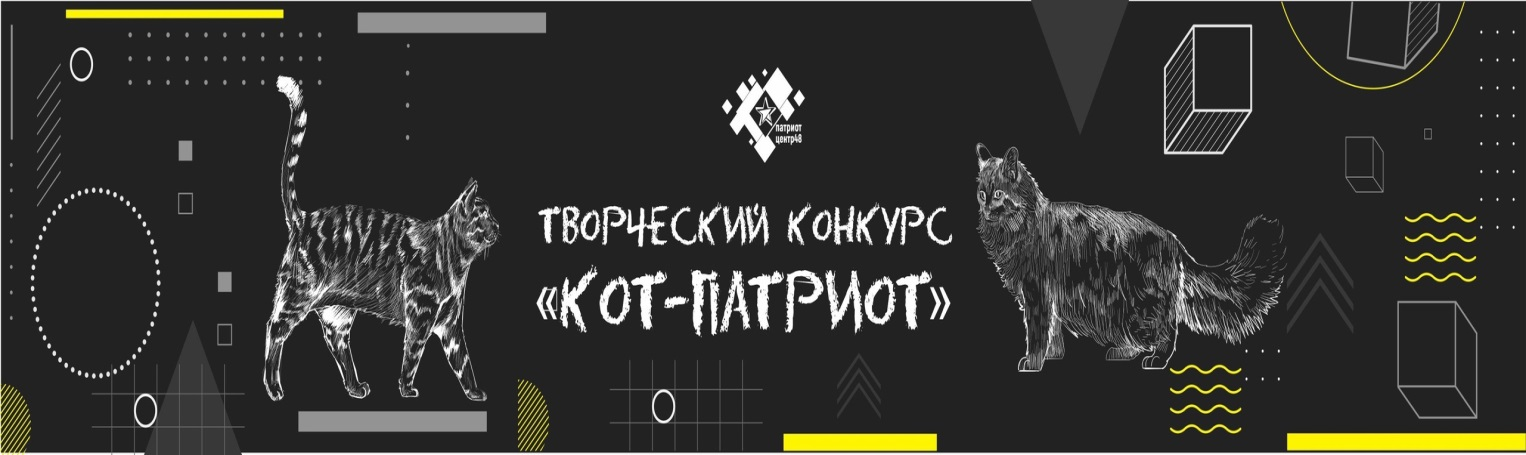 патриот
центр48
ТВОРЧЕСКИЙ КОНКУРС
«КОТ-ПАТРИОТ»